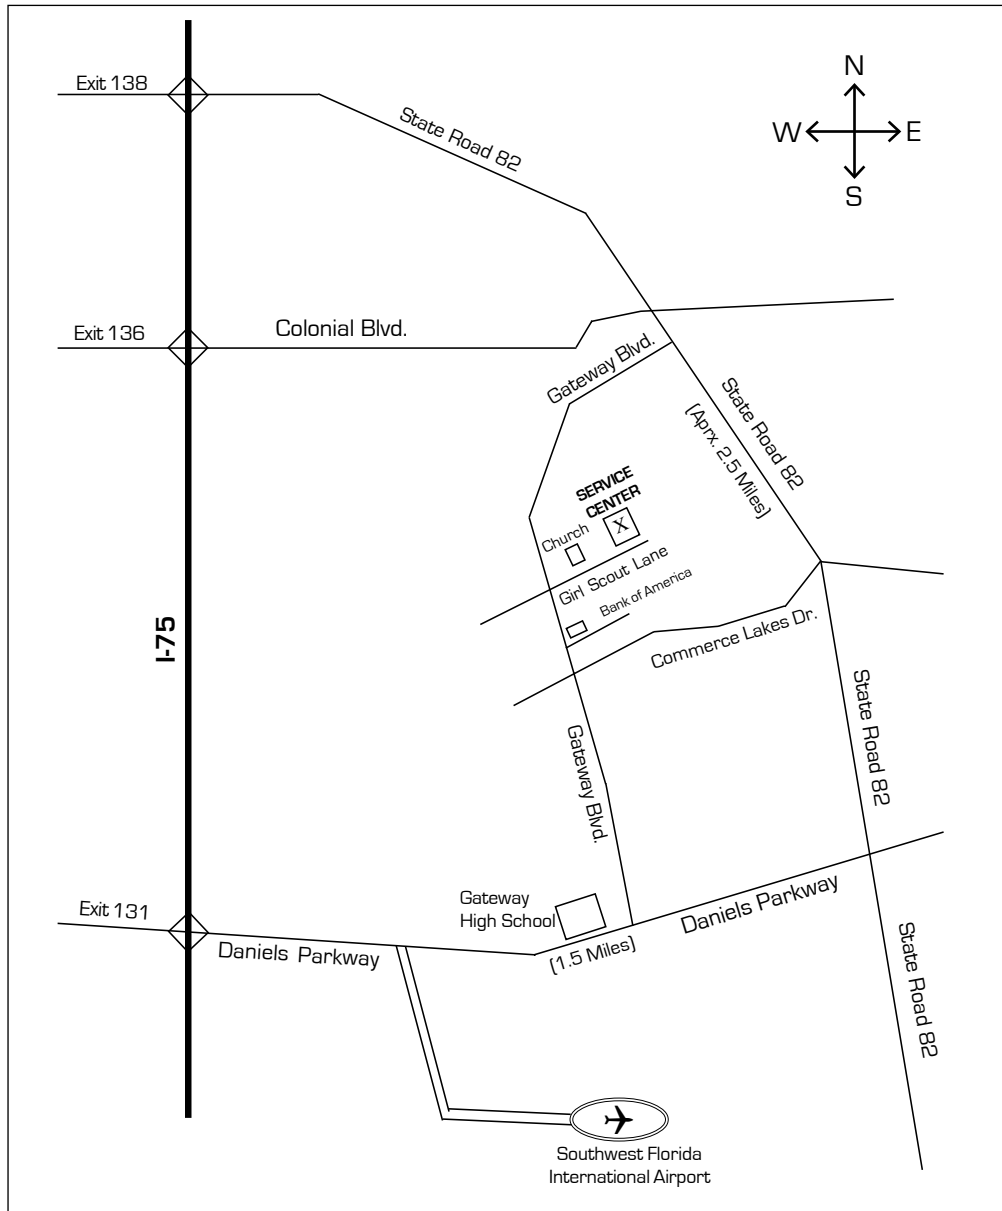 N
Exit 138
State Road 82
W
E
S
Exit 136
Colonial Blvd.
Gateway Blvd.
State Road 82
(Aprx. 2.5 Miles)
SERVICE
CENTER
X
Church
Girl Scout Lane
Bank of America
Commerce Lakes Dr.
I-75
State Road 82
Gateway Blvd.
Gateway
High School
Exit 131
Daniels Parkway
Daniels Parkway
(1.5 Miles)
State Road 82
Southwest Florida
International Airport